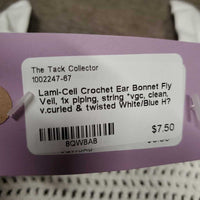 The Tack Collector
1002247-67
Lami-Cell Crochet Ear Bonnet Fly
Veil, 1x piping, string *vgc, clean,
v.curled & twisted White/Blue H?
$7.50
8QW8A8